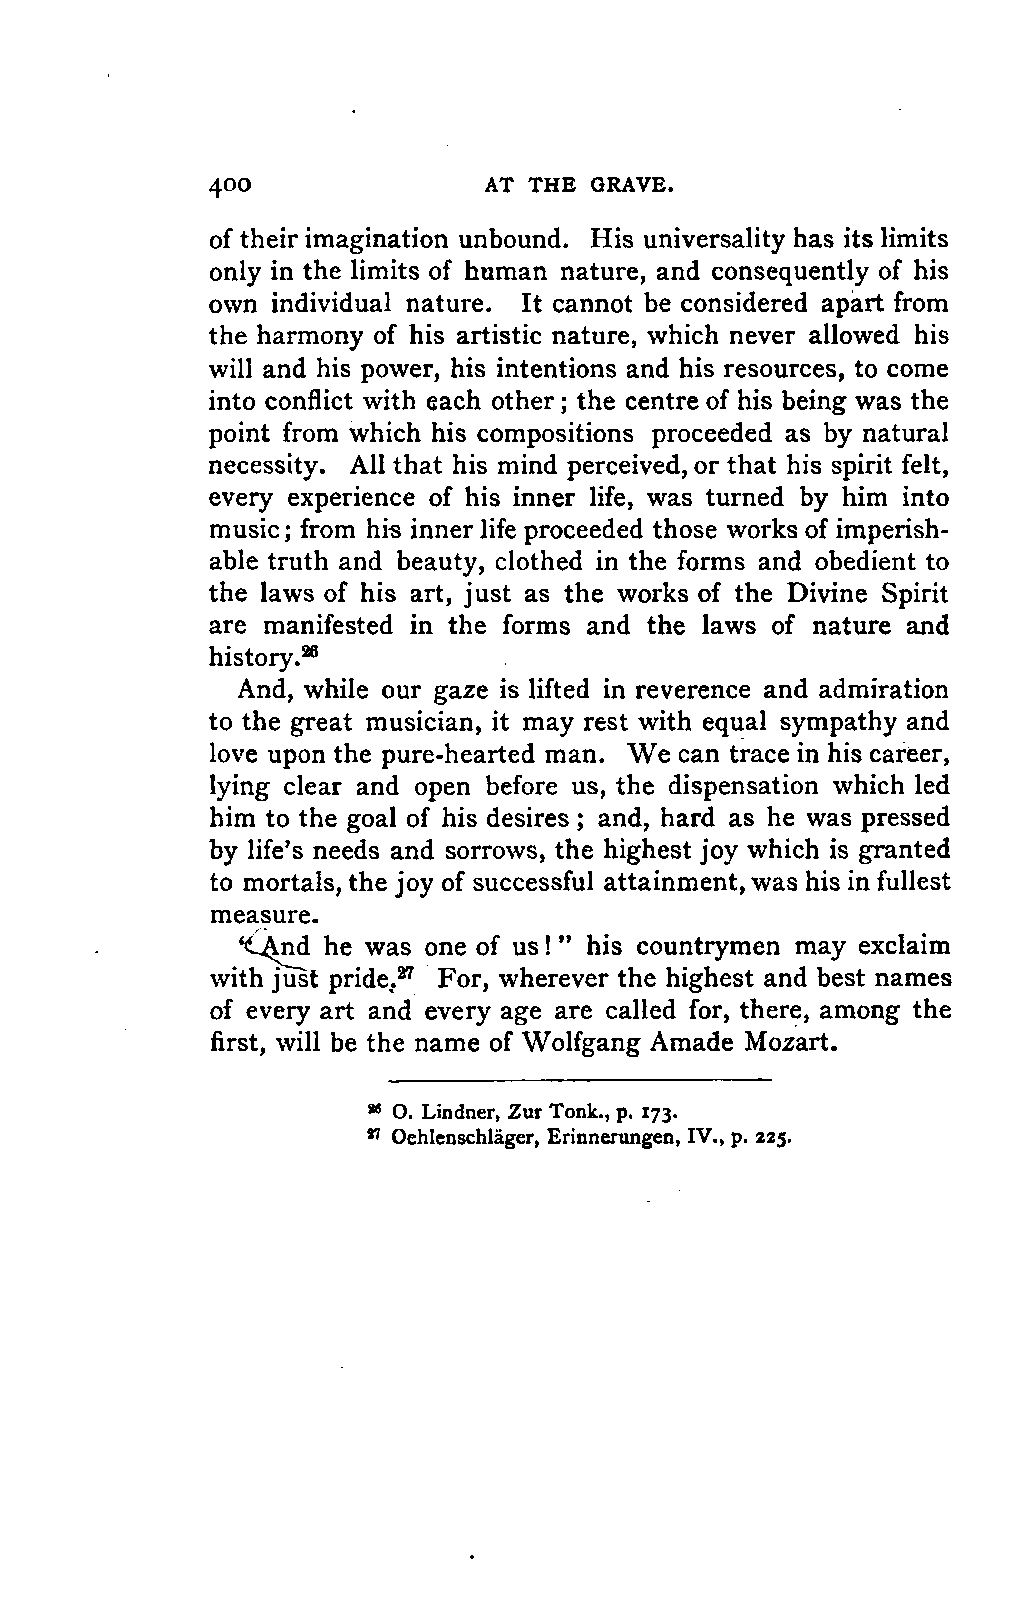 400 AT THE GRAVE.
of their imagination unbound. His universality has its limits
only in the limits of human nature, and consequently of his
own individual nature. It cannot be considered apart from
the harmony of his artistic nature, which never allowed his
will and his power, his intentions and his resources, to come
into conflict with each other; the centre of his being was the
point from which his compositions proceeded as by natural
necessity. All that his mind perceived, or that his spirit felt,
every experience of his inner life, was turned by him into
music; from his inner life proceeded those works of imperish-
able truth and beauty, clothed in the forms and obedient to
the laws of his art, just as the works of the Divine Spirit
are manifested in the forms and the laws of nature and
history.²⁶
And, while our gaze is lifted in reverence and admiration
to the great musician, it may rest with equal sympathy and
love upon the pure-hearted man. We can trace in his career,
lying clear and open before us, the dispensation which led
him to the goal of his desires; and, hard as he was pressed
by life's needs and sorrows, the highest joy which is granted
to mortals, the joy of successful attainment, was his in fullest
measure.
"And he was one of us!" his countrymen may exclaim
with just pride.²⁷ For, wherever the highest and best names
of every art and every age are called for, there, among the
first, will be the name of Wolfgang Amade Mozart.
²⁶ O. Lindner, Zur Tonk., p. 173.
²⁷ Oehlenschläger, Erinnerungen, IV., p. 225.